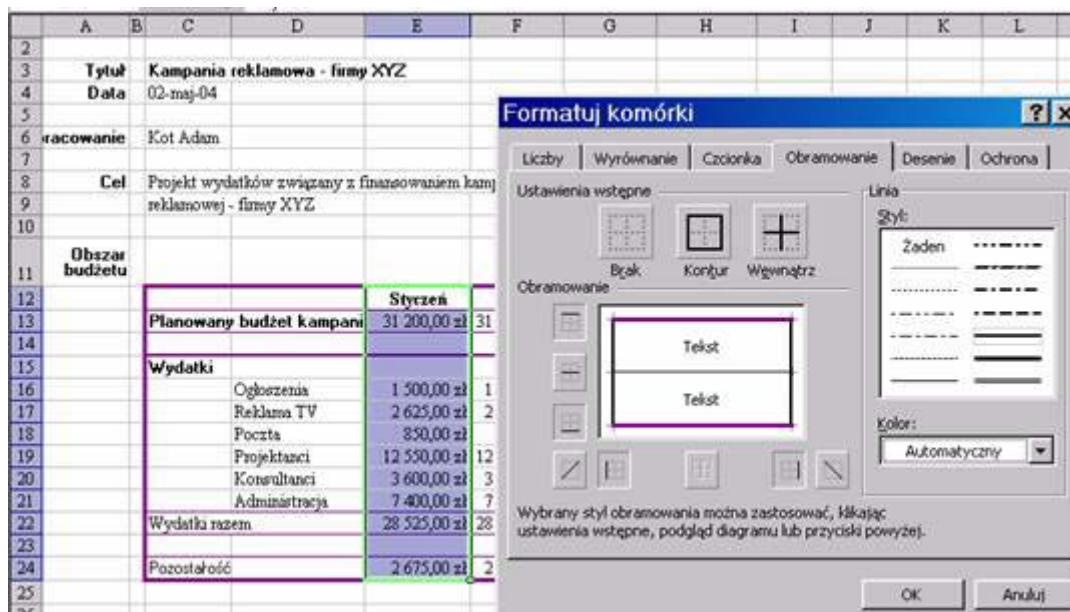 A B C D E F G H I J K L
2
3 Tytuł Kampania reklamowa - firmy XYZ
4 Data 02-maj-04
5
6 racowanie Kot Adam
7
8 Cel Projekt wydatków związany z finansowaniem kamp
9 reklamowej - firmy XYZ
10
11 Obszar budżetu
12 Styczeń
13 Planowany budżet kampani 31 200,00 zł 31
14
15 Wydatki
16 Ogłoszenia 1 500,00 zł 1
17 Reklama TV 2 625,00 zł 2
18 Poczta 850,00 zł
19 Projektanci 12 550,00 zł 12
20 Konsultanci 3 600,00 zł 3
21 Administracja 7 400,00 zł 7
22 Wydatki razem 28 525,00 zł 28
23
24 Pozostałość 2 675,00 zł 2
25
Formatuj komórki
Liczby Wyrównanie Czcionka Obramowanie Desenie Ochrona
Ustawienia wstępne
Brak Kontur Wewnątrz
Obramowanie
Tekst
Tekst
Linia
Styl:
Żaden
Kolor:
Automatyczny
Wybrany styl obramowania można zastosować, klikając
ustawienia wstępne, podgląd diagramu lub przyciski powyżej.
OK Anuluj